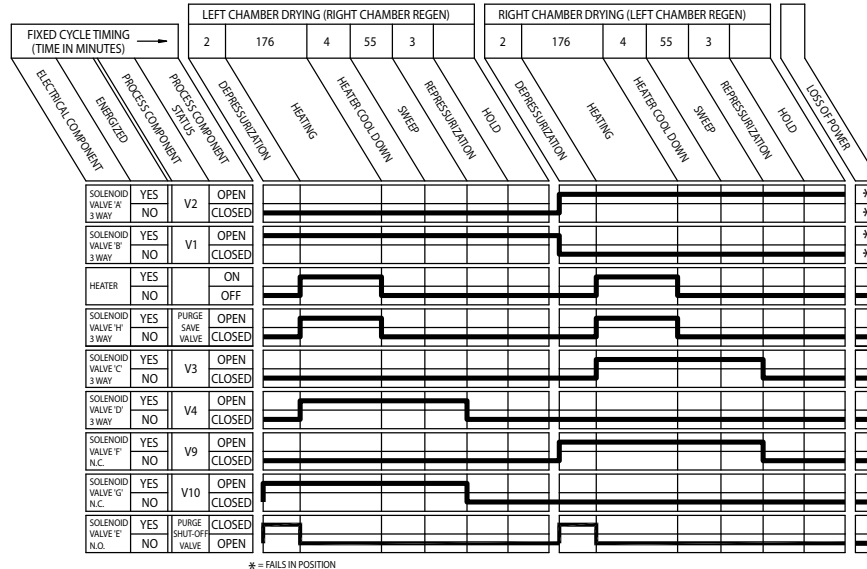 LEFT CHAMBER DRYING (RIGHT CHAMBER REGEN)
RIGHT CHAMBER DRYING (LEFT CHAMBER REGEN)
FIXED CYCLE TIMING
(TIME IN MINUTES)
2 176 4 55 3
2 176 4 55 3
ELECTRICAL COMPONENT
ENERGIZED
PROCESS COMPONENT
PROCESS COMPONENT
STATUS
DEPRESSURIZATION
HEATING
HEATER COOL DOWN
SWEEP
REPRESSURIZATION
HOLD
DEPRESSURIZATION
HEATING
HEATER COOL DOWN
SWEEP
REPRESSURIZATION
HOLD
LOSS OF POWER
SOLENOID
VALVE 'A'
3 WAY
YES
NO
V2
OPEN
CLOSED
*
*
SOLENOID
VALVE 'B'
3 WAY
YES
NO
V1
OPEN
CLOSED
*
*
HEATER
YES
NO
ON
OFF
SOLENOID
VALVE 'H'
3 WAY
YES
NO
PURGE
SAVE
VALVE
OPEN
CLOSED
SOLENOID
VALVE 'C'
3 WAY
YES
NO
V3
OPEN
CLOSED
SOLENOID
VALVE 'D'
3 WAY
YES
NO
V4
OPEN
CLOSED
SOLENOID
VALVE 'F'
N.C.
YES
NO
V9
OPEN
CLOSED
SOLENOID
VALVE 'G'
N.C.
YES
NO
V10
OPEN
CLOSED
SOLENOID
VALVE 'E'
N.O.
YES
NO
PURGE
SHUT-OFF
VALVE
CLOSED
OPEN
* = FAILS IN POSITION